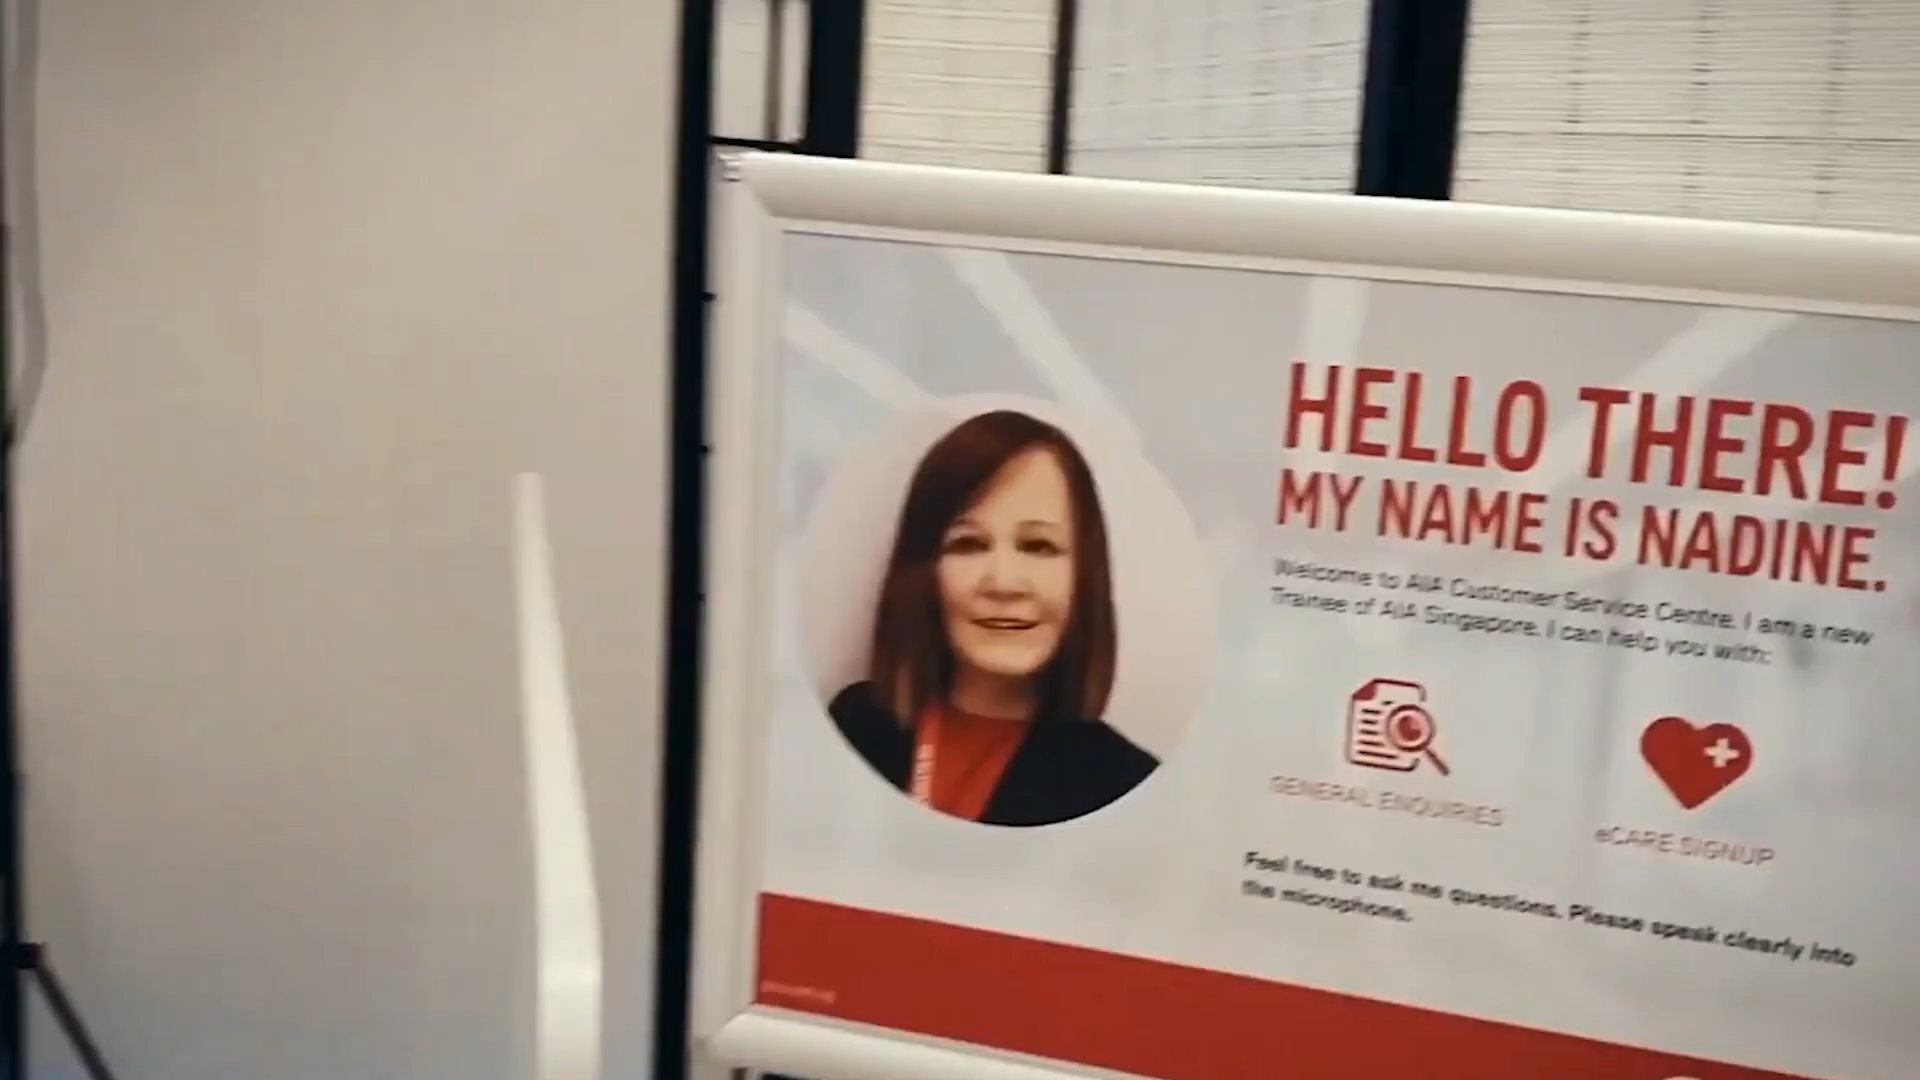 HELLO THERE!
MY NAME IS NADINE.
Welcome to AIA Customer Service Centre. I am a new
Trainee of AIA Singapore. I can help you with:
GENERAL ENQUIRIES
eCARE SIGNUP
Feel free to ask me questions. Please speak clearly into
the microphone.